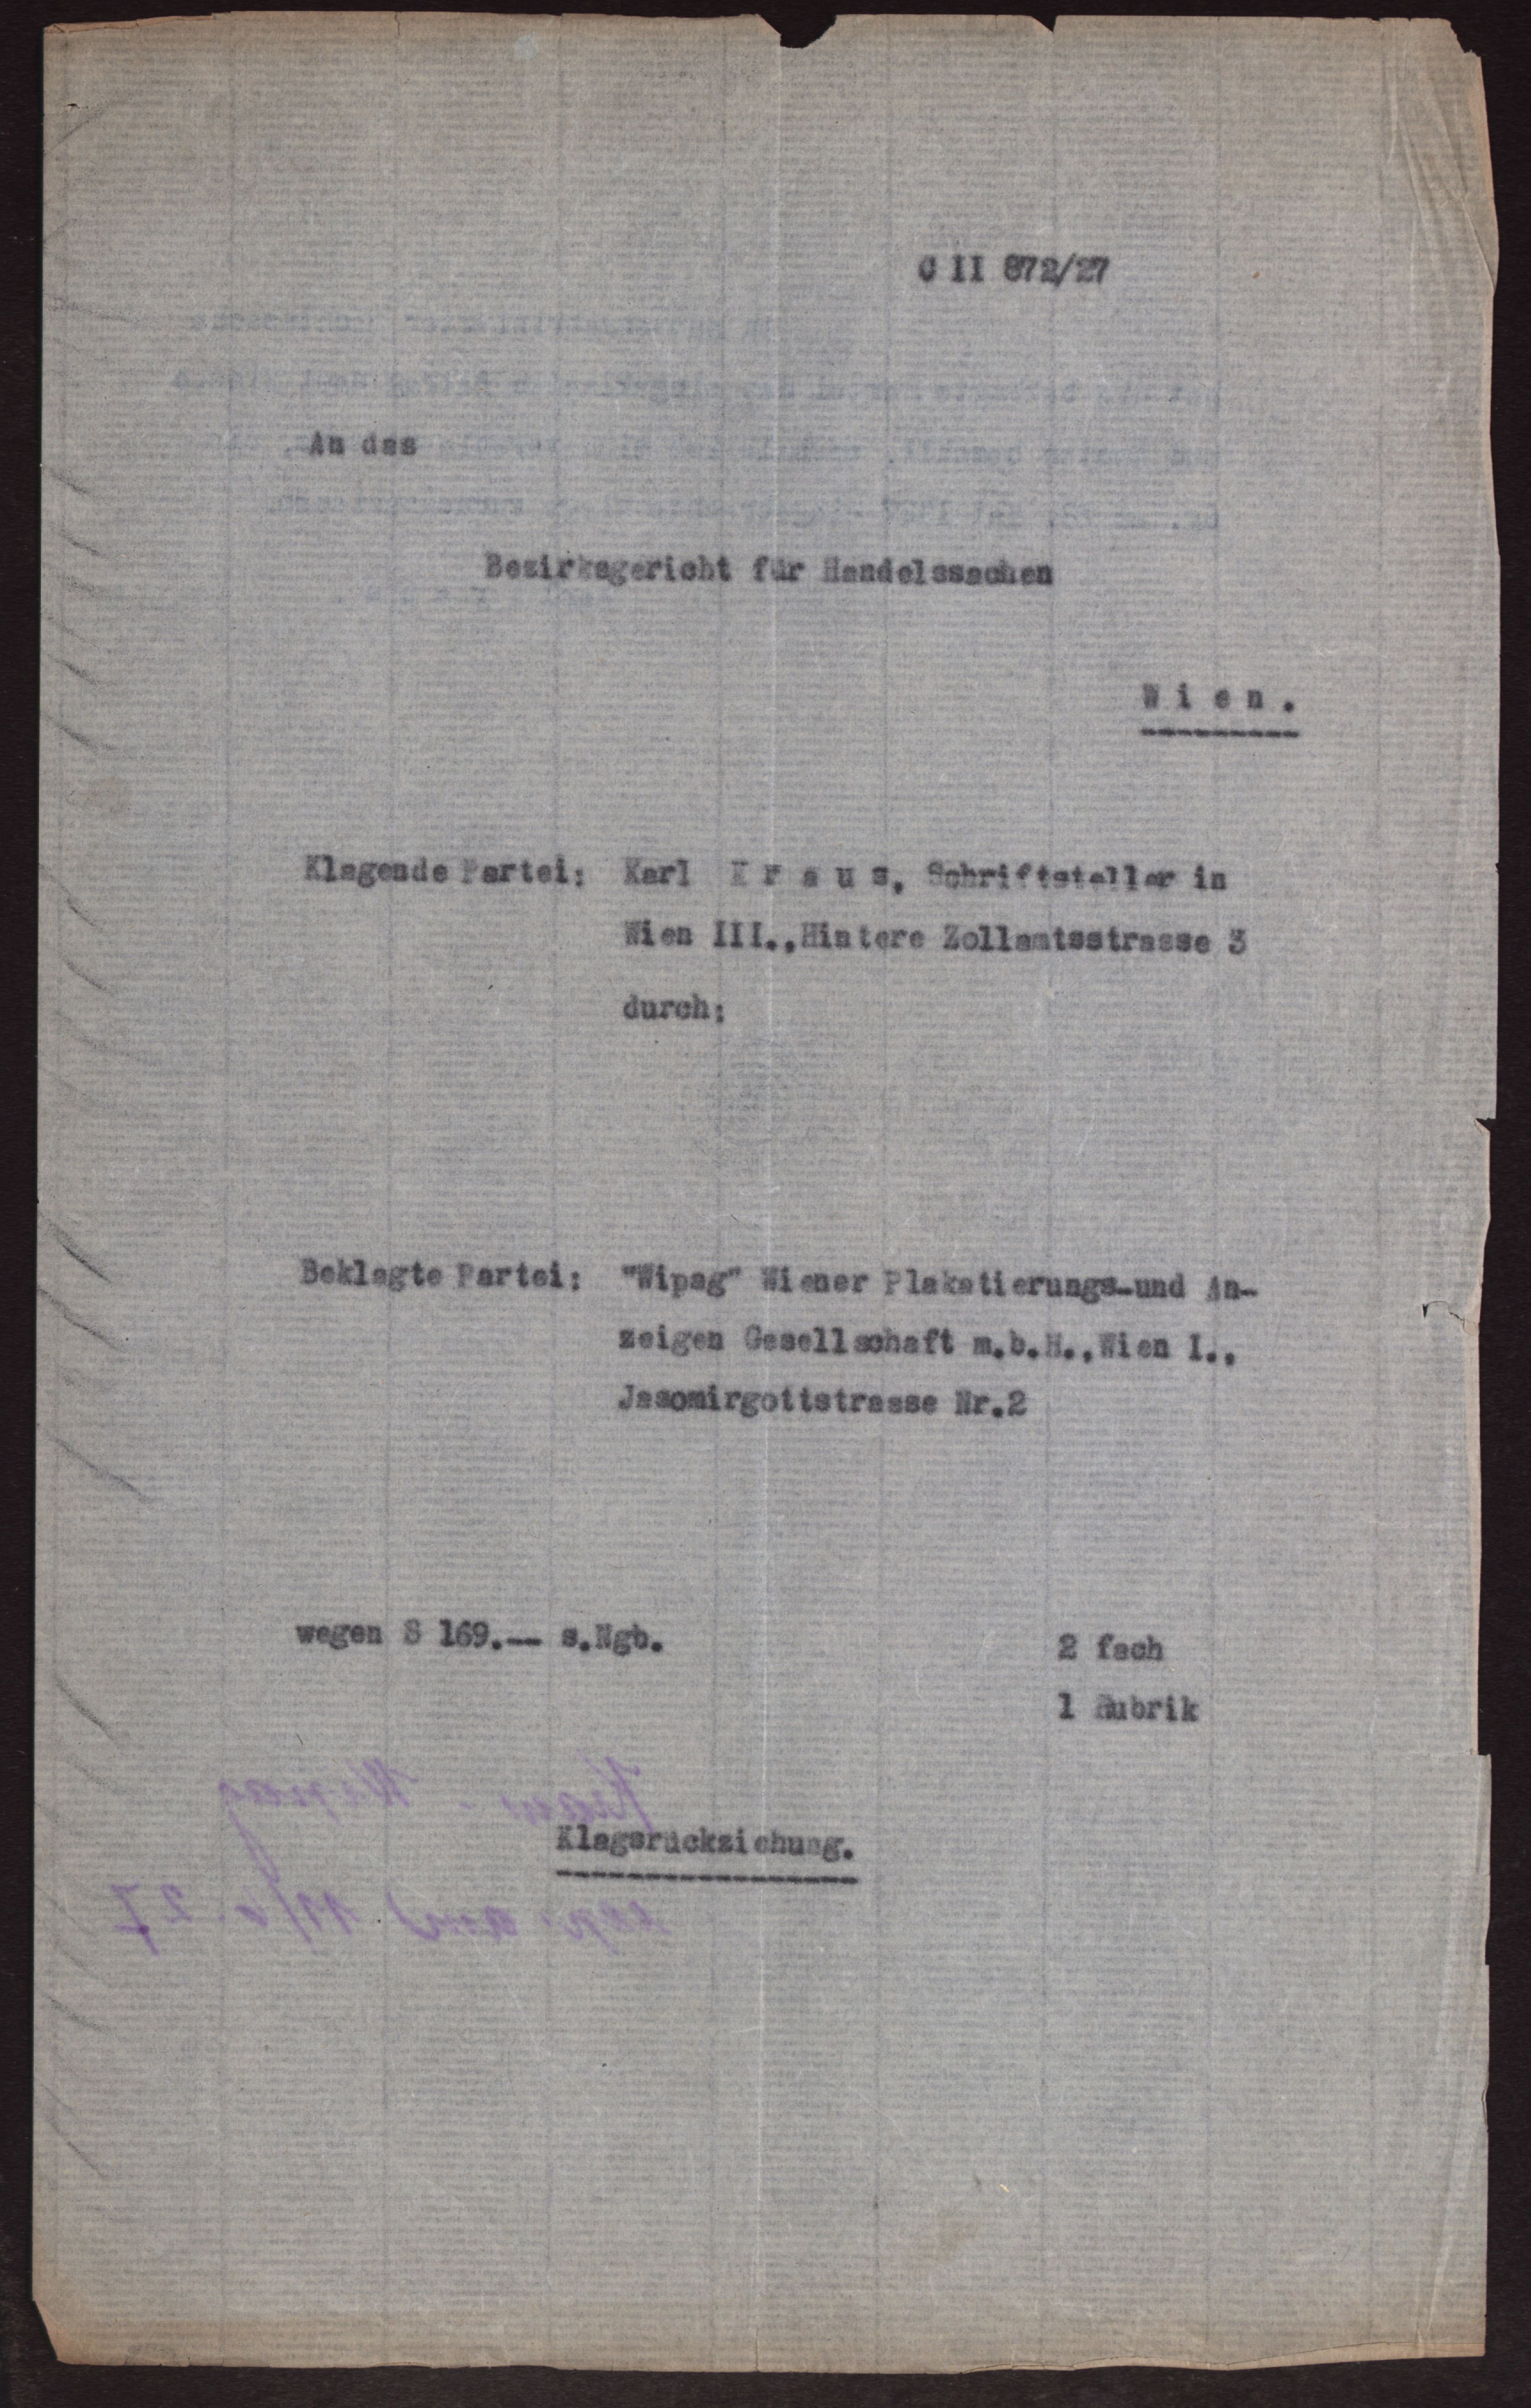 C II 872/27
An das
Bezirksgericht für Handelssachen
Wien.
Klagende Partei: Karl Kraus, Schriftsteller in
Wien III.,Hintere Zollamtsstrasse 3
durch:
Beklagte Partei: "Wipag" Wiener Plakatierungs-und An-
zeigen Gesellschaft m.b.H.,Wien I.,
Jasomirgottstrasse Nr.2
wegen S 169.-- s.Ngb.
2 fach
1 Rubrik
Klagsrückziehung.